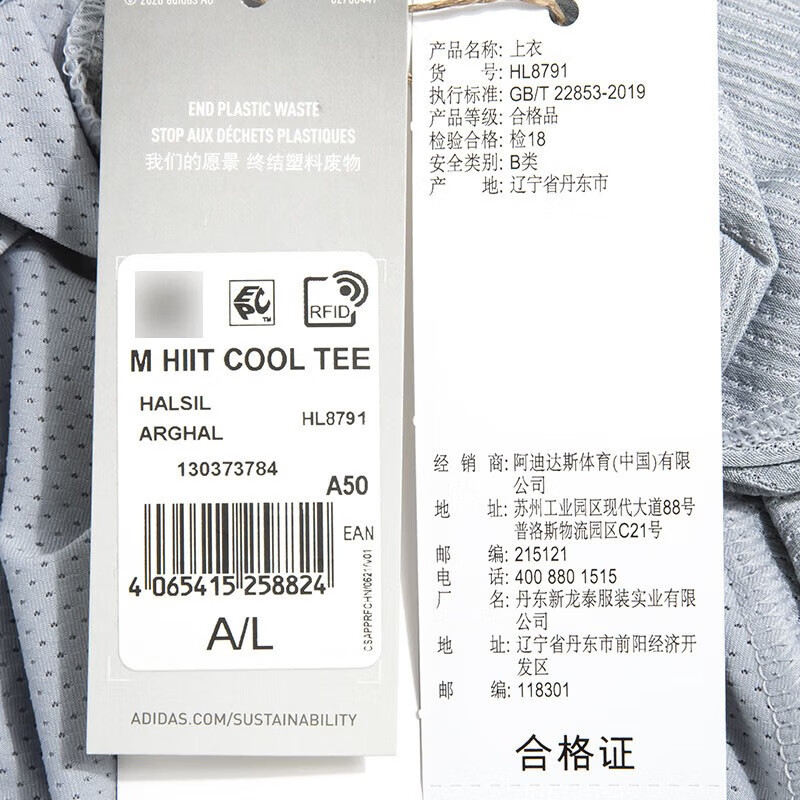 END PLASTIC WASTE
STOP AUX DÉCHETS PLASTIQUES
我们的愿景 终结塑料废物
EPC
TM
RFID
M HIIT COOL TEE
HALSIL
ARGHAL
HL8791
130373784
A50
EAN
4 065415 258824
A/L
ADIDAS.COM/SUSTAINABILITY
产品名称: 上衣
货 号: HL8791
执行标准: GB/T 22853-2019
产品等级: 合格品
检验合格: 检18
安全类别: B类
产 地: 辽宁省丹东市
经 销 商: 阿迪达斯体育(中国)有限
公司
地 址: 苏州工业园区现代大道88号
普洛斯物流园区C21号
邮 编: 215121
电 话: 400 880 1515
厂 名: 丹东新龙泰服装实业有限
公司
地 址: 辽宁省丹东市前阳经济开
发区
邮 编: 118301
合格证